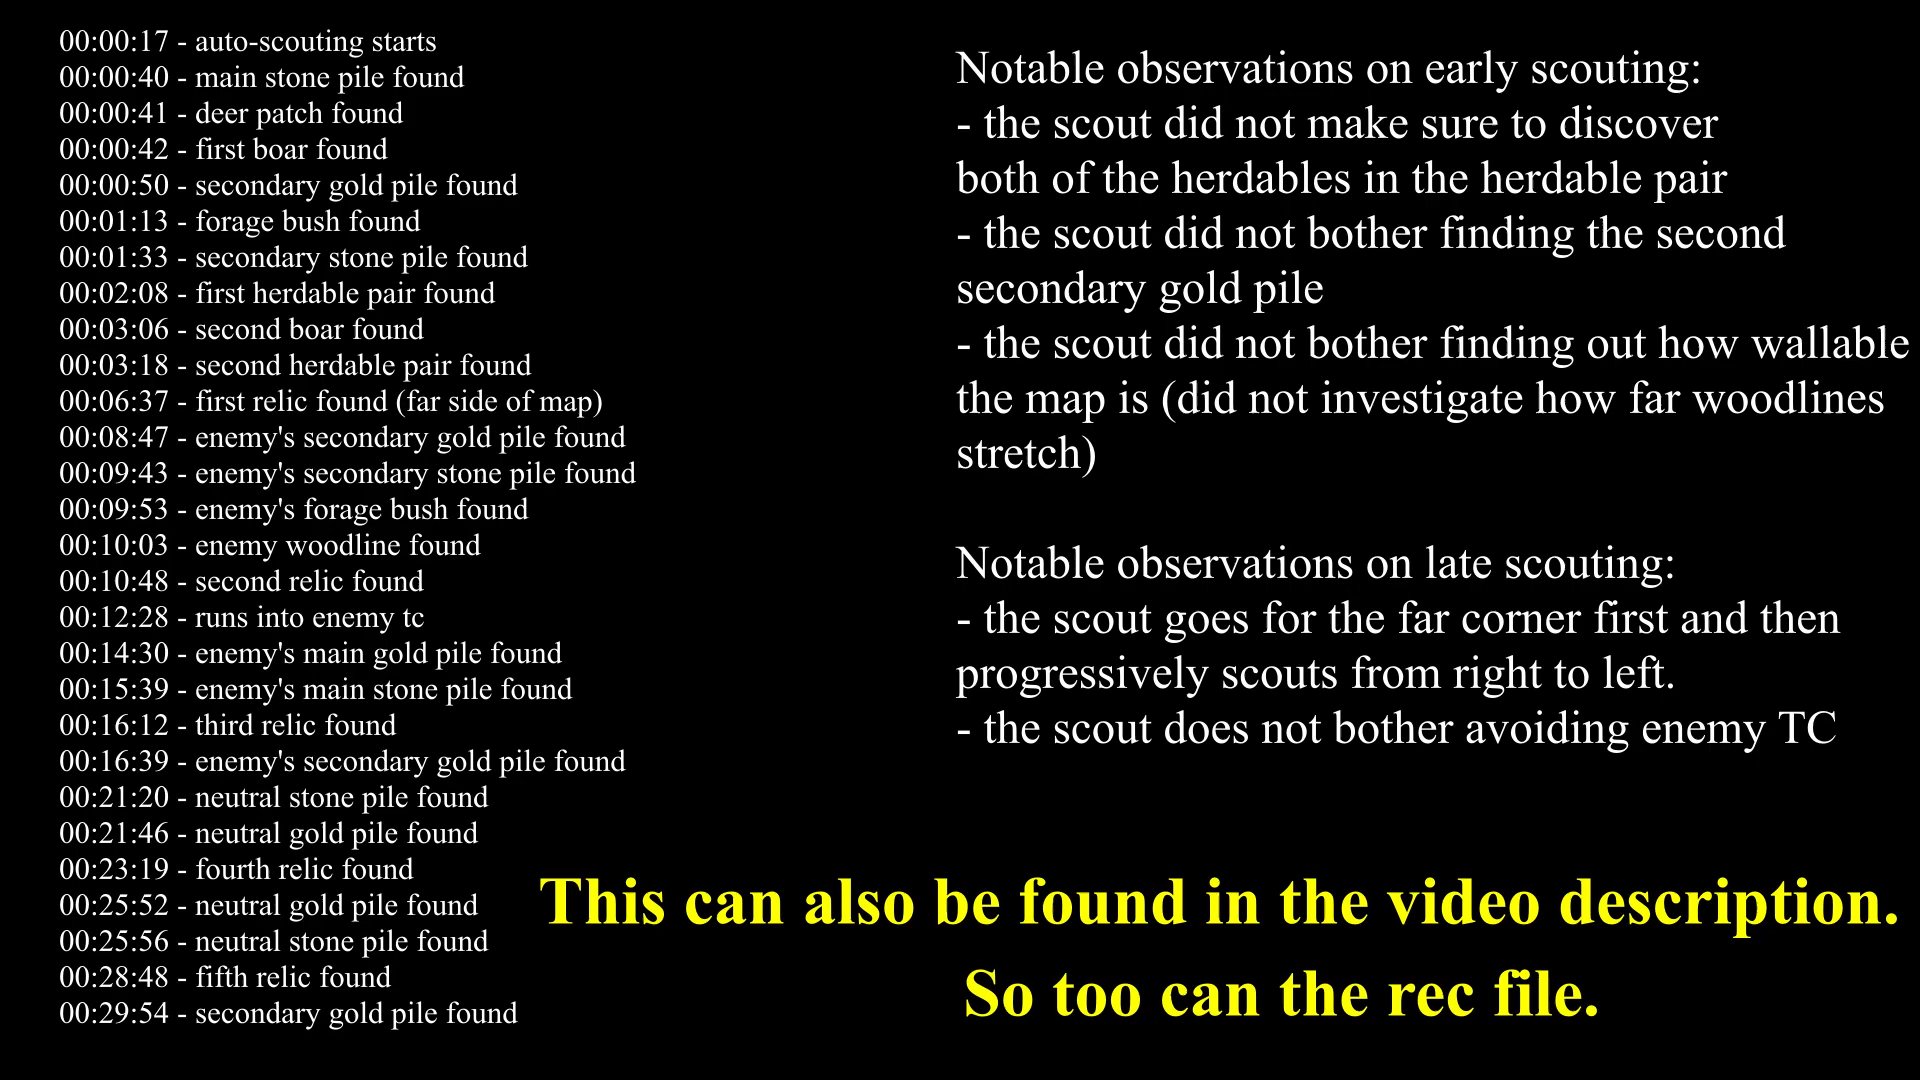 00:00:17 - auto-scouting starts
00:00:40 - main stone pile found
00:00:41 - deer patch found
00:00:42 - first boar found
00:00:50 - secondary gold pile found
00:01:13 - forage bush found
00:01:33 - secondary stone pile found
00:02:08 - first herdable pair found
00:03:06 - second boar found
00:03:18 - second herdable pair found
00:06:37 - first relic found (far side of map)
00:08:47 - enemy's secondary gold pile found
00:09:43 - enemy's secondary stone pile found
00:09:53 - enemy's forage bush found
00:10:03 - enemy woodline found
00:10:48 - second relic found
00:12:28 - runs into enemy tc
00:14:30 - enemy's main gold pile found
00:15:39 - enemy's main stone pile found
00:16:12 - third relic found
00:16:39 - enemy's secondary gold pile found
00:21:20 - neutral stone pile found
00:21:46 - neutral gold pile found
00:23:19 - fourth relic found
00:25:52 - neutral gold pile found
00:25:56 - neutral stone pile found
00:28:48 - fifth relic found
00:29:54 - secondary gold pile found
Notable observations on early scouting:
- the scout did not make sure to discover
both of the herdables in the herdable pair
- the scout did not bother finding the second
secondary gold pile
- the scout did not bother finding out how wallable
the map is (did not investigate how far woodlines
stretch)
Notable observations on late scouting:
- the scout goes for the far corner first and then
progressively scouts from right to left.
- the scout does not bother avoiding enemy TC
This can also be found in the video description.
So too can the rec file.